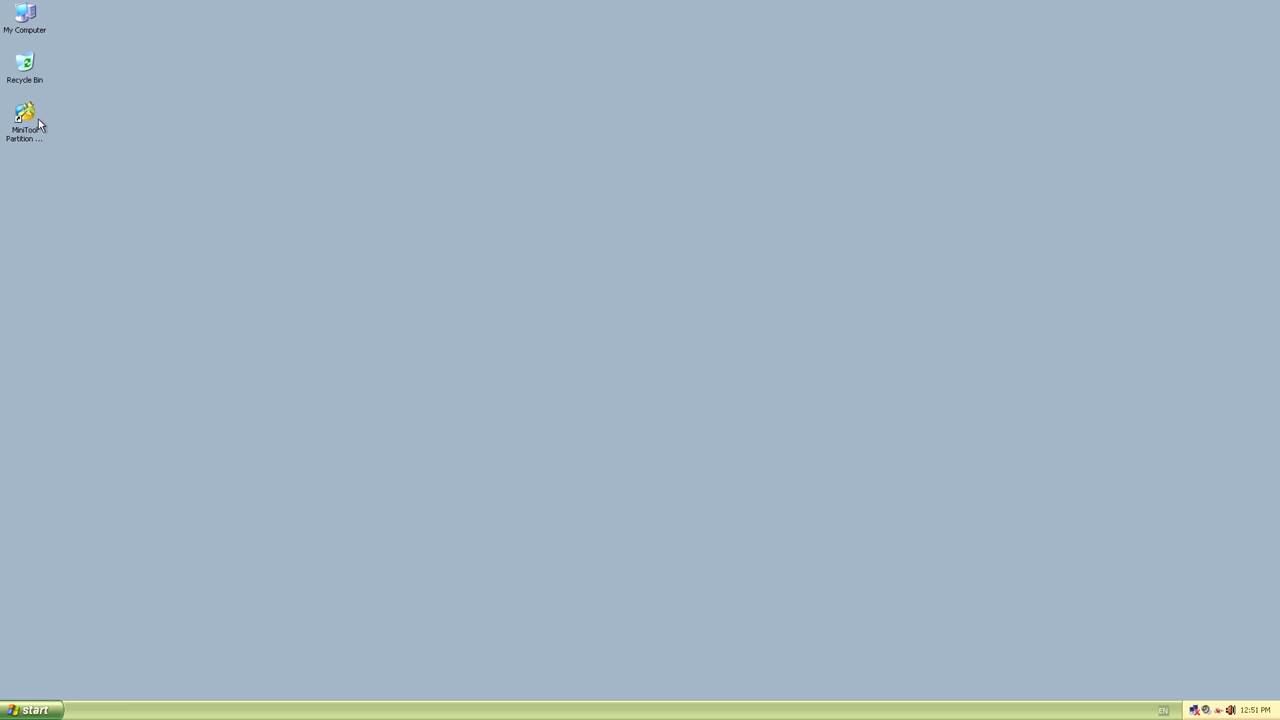 My Computer
Recycle Bin
MiniTool
Partition ...
start
EN
12:51 PM